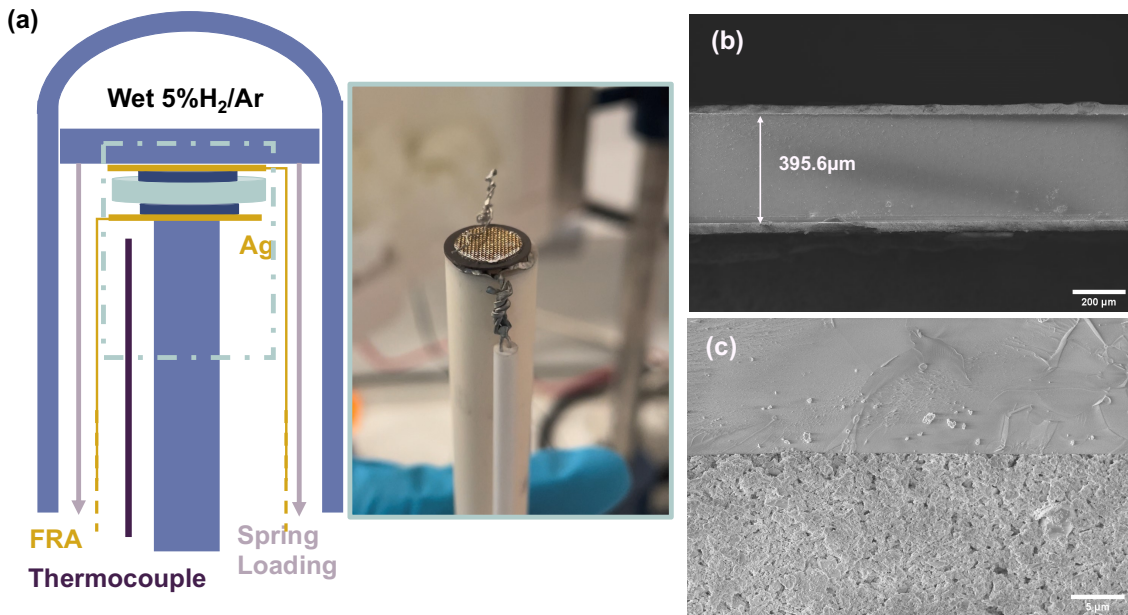 (a)
Wet 5%H₂/Ar
Ag
FRA
Spring
Loading
Thermocouple
(b)
395.6µm
200 µm
(c)
5 µm